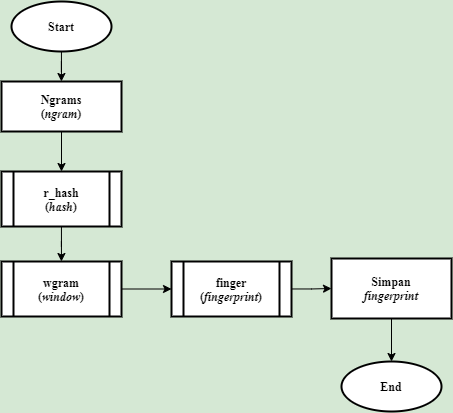 Start
Ngrams
(ngram)
r_hash
(hash)
wgram
(window)
finger
(fingerprint)
Simpan
fingerprint
End